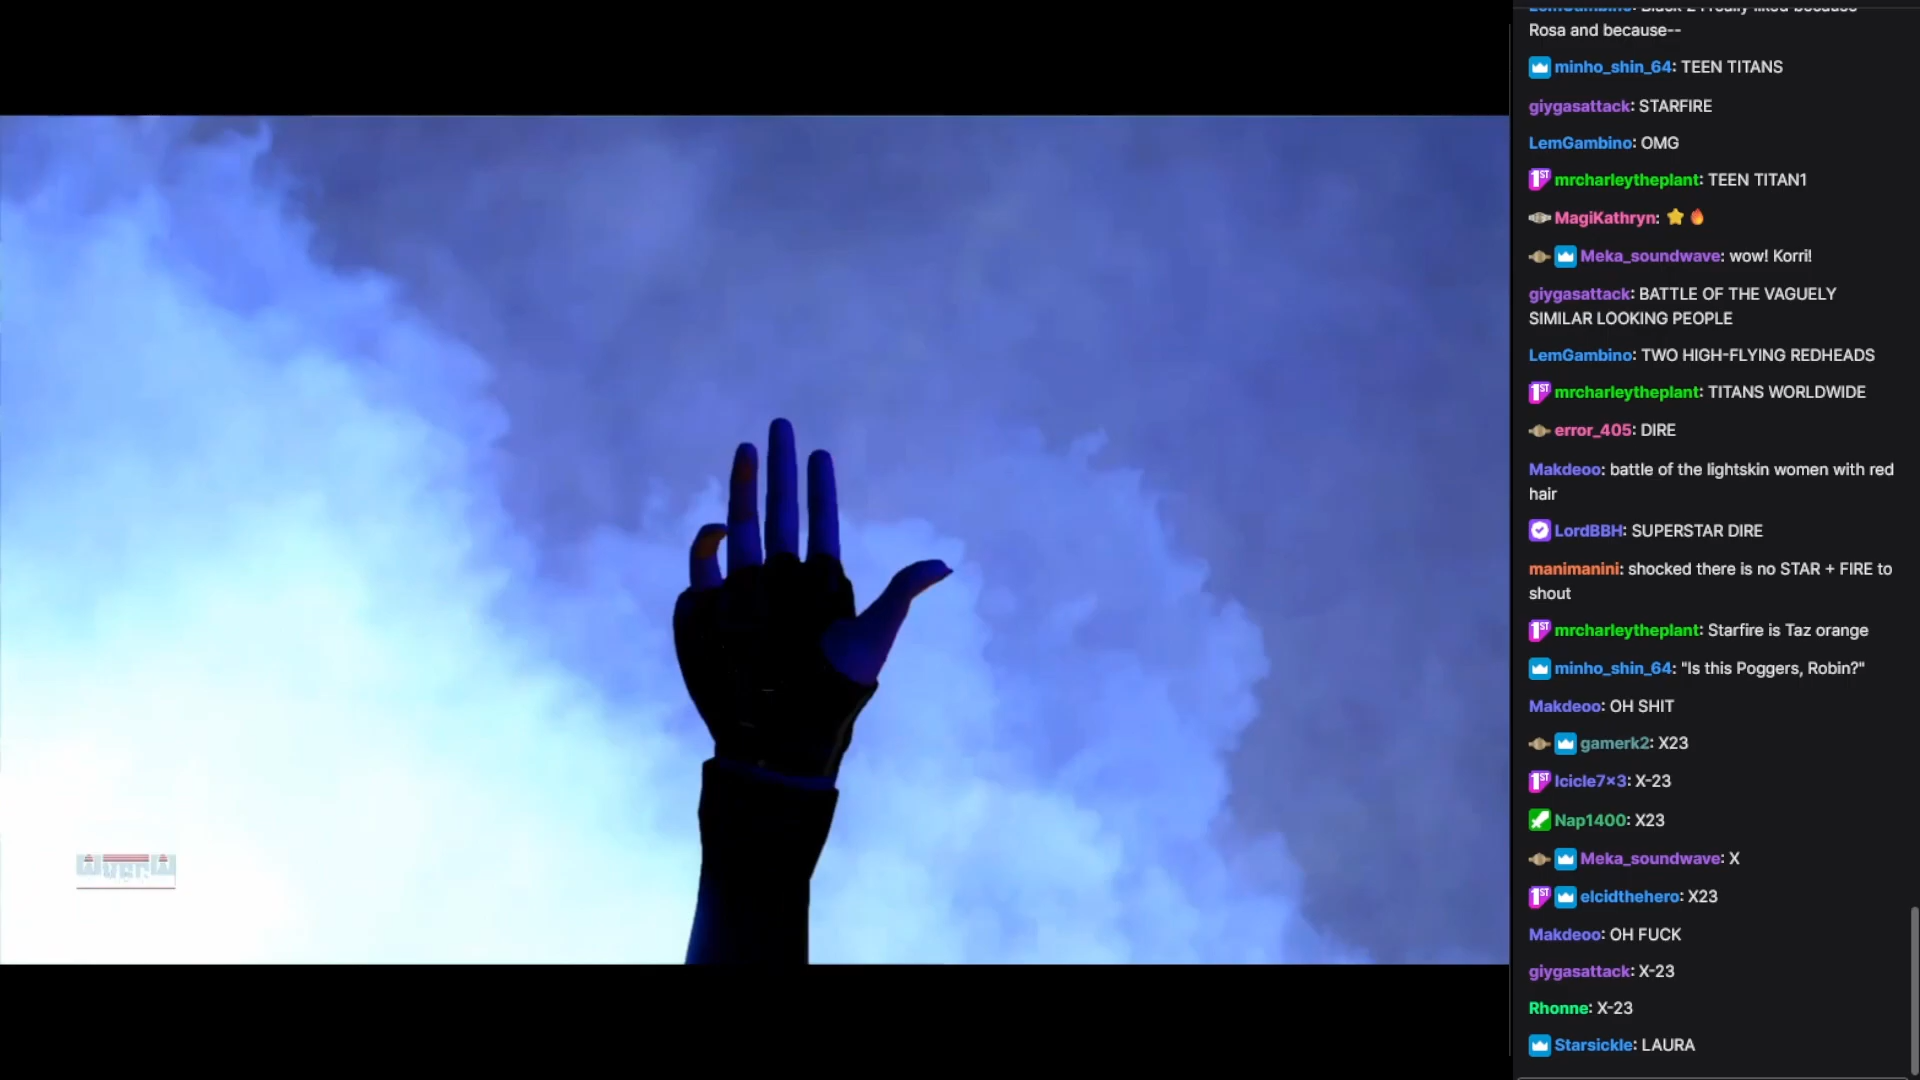 Rosa and because--
minho_shin_64: TEEN TITANS
giygasattack: STARFIRE
LemGambino: OMG
mrcharleytheplant: TEEN TITAN1
MagiKathryn: ⭐🔥
Meka_soundwave: wow! Korri!
giygasattack: BATTLE OF THE VAGUELY
SIMILAR LOOKING PEOPLE
LemGambino: TWO HIGH-FLYING REDHEADS
mrcharleytheplant: TITANS WORLDWIDE
error_405: DIRE
Makdeoo: battle of the lightskin women with red
hair
LordBBH: SUPERSTAR DIRE
manimanini: shocked there is no STAR + FIRE to
shout
mrcharleytheplant: Starfire is Taz orange
minho_shin_64: "Is this Poggers, Robin?"
Makdeoo: OH SHIT
gamerk2: X23
Icicle7x3: X-23
Nap1400: X23
Meka_soundwave: X
elcidthehero: X23
Makdeoo: OH FUCK
giygasattack: X-23
Rhonne: X-23
Starsickle: LAURA